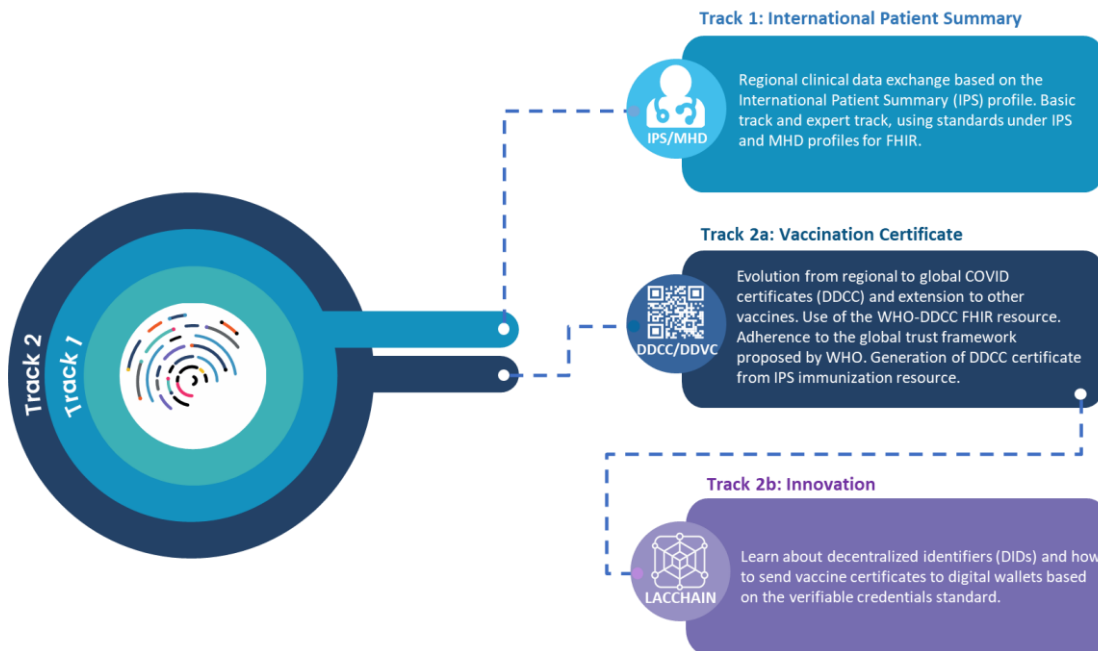 Track 1: International Patient Summary
Regional clinical data exchange based on the
International Patient Summary (IPS) profile. Basic
track and expert track, using standards under IPS
and MHD profiles for FHIR.
IPS/MHD
Track 2
Track 1
Track 2a: Vaccination Certificate
Evolution from regional to global COVID
certificates (DDCC) and extension to other
vaccines. Use of the WHO-DDCC FHIR resource.
Adherence to the global trust framework
proposed by WHO. Generation of DDCC certificate
from IPS immunization resource.
DDCC/DDVC
Track 2b: Innovation
Learn about decentralized identifiers (DIDs) and how
to send vaccine certificates to digital wallets based
on the verifiable credentials standard.
LACCHAIN